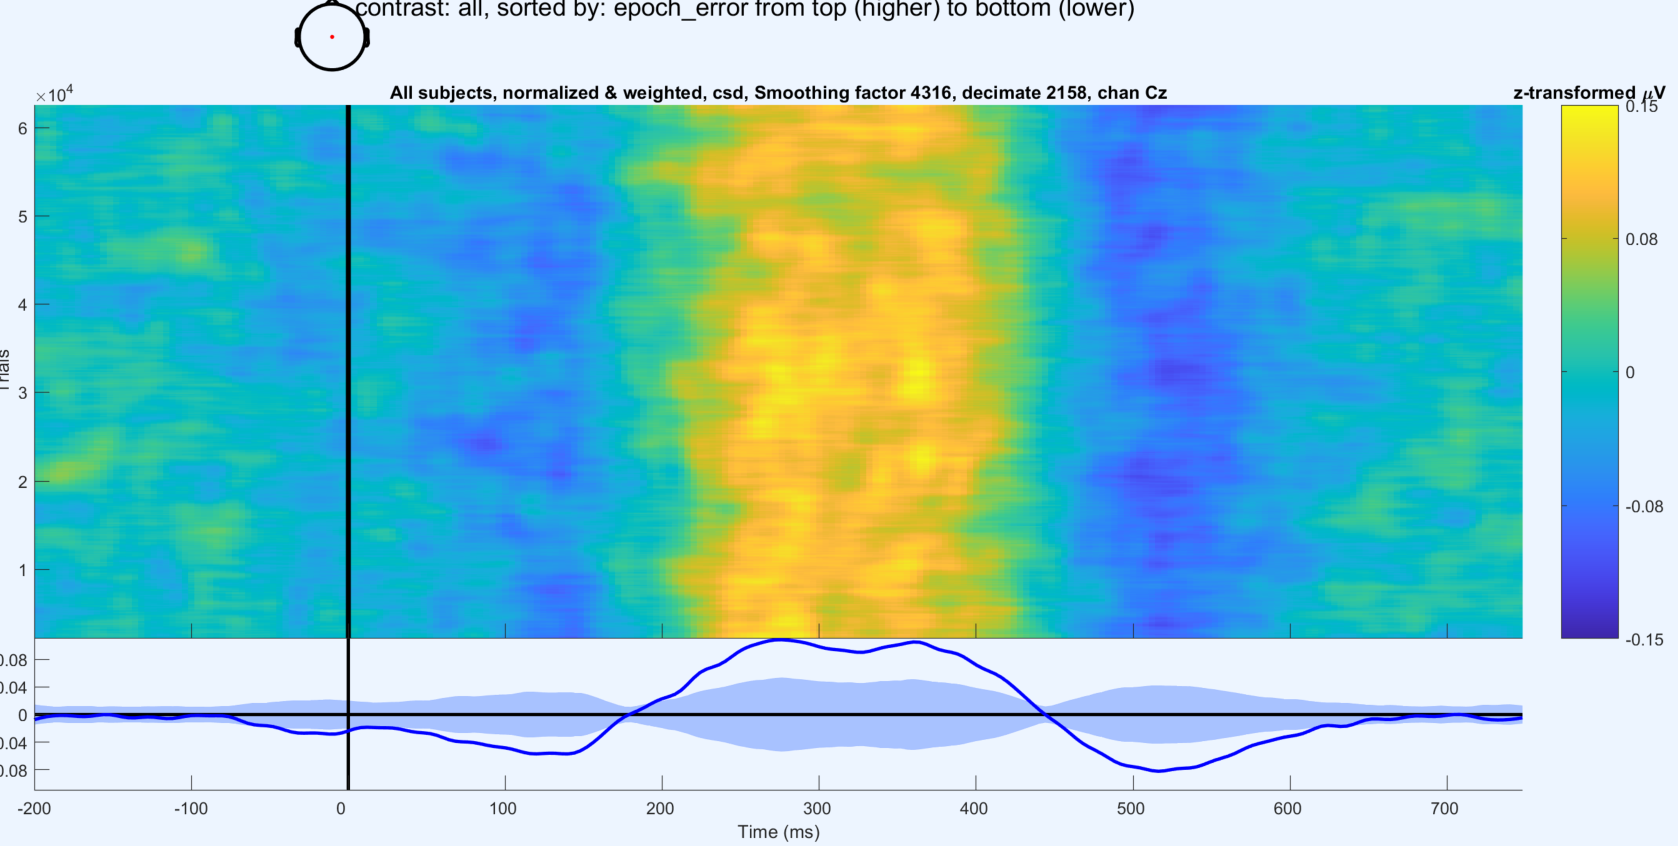 contrast: all, sorted by: epoch_error from top (higher) to bottom (lower)
All subjects, normalized & weighted, csd, Smoothing factor 4316, decimate 2158, chan Cz
z-transformed μV
×10⁴
6
5
4
3
2
1
Trials
0.15
0.08
0
-0.08
-0.15
0.08
0.04
0
0.04
0.08
-200 -100 0 100 200 300 400 500 600 700
Time (ms)